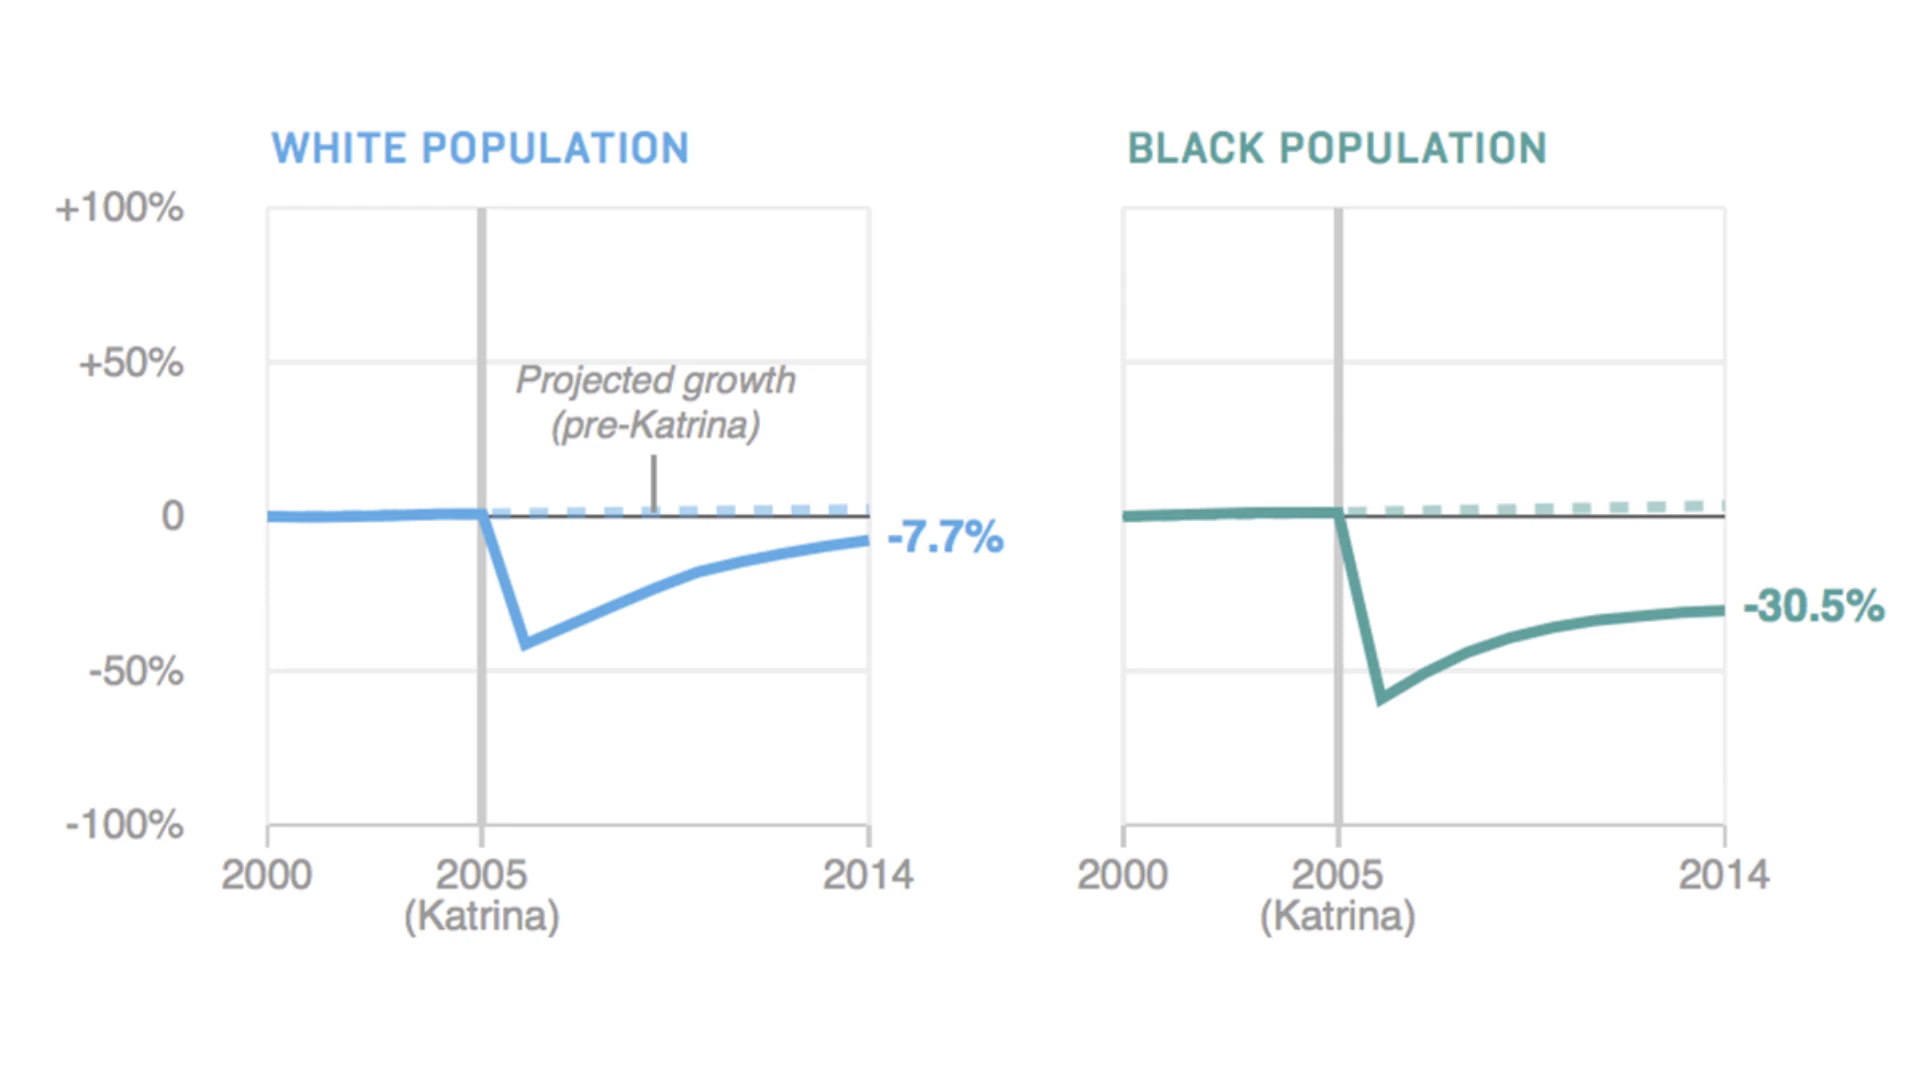 WHITE POPULATION
BLACK POPULATION
+100%
+50%
Projected growth
(pre-Katrina)
0
-7.7%
-30.5%
-50%
-100%
2000
2005
(Katrina)
2014
2000
2005
(Katrina)
2014